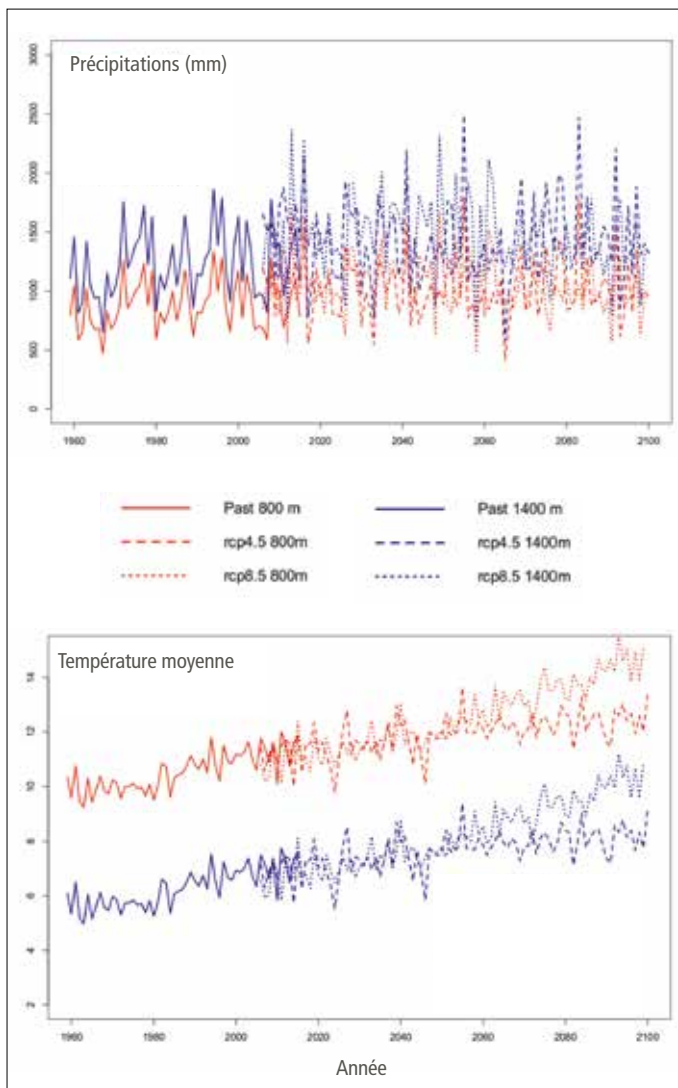 Précipitations (mm)
3000
2500
2000
1500
1000
500
0
1960 1980 2000 2020 2040 2060 2080 2100
Past 800 m Past 1400 m
rcp4.5 800m rcp4.5 1400m
rcp8.5 800m rcp8.5 1400m
Température moyenne
14
12
10
8
6
4
2
1960 1980 2000 2020 2040 2060 2080 2100
Année